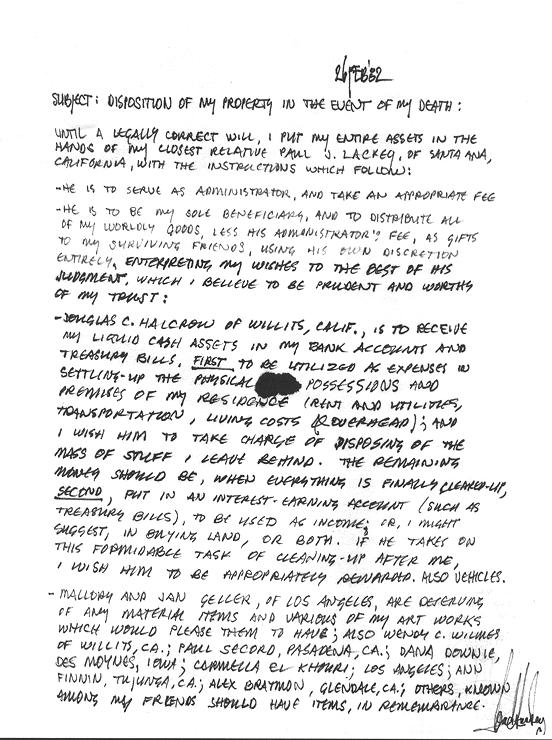 26FEB'82
SUBJECT: DISPOSITION OF MY PROPERTY IN THE EVENT OF MY DEATH:
UNTIL A LEGALLY CORRECT WILL, I PUT MY ENTIRE ASSETS IN THE
HANDS OF MY CLOSEST RELATIVE PAUL J. LACKEY, OF SANTA ANA,
CALIFORNIA, WITH THE INSTRUCTIONS WHICH FOLLOW:
-HE IS TO SERVE AS ADMINISTRATOR, AND TAKE AN APPROPRIATE FEE
-HE IS TO BE MY SOLE BENEFICIARY, AND TO DISTRIBUTE ALL
OF MY WORLDLY GOODS, LESS HIS ADMINISTRATOR'S FEE, AS GIFTS
TO MY SURVIVING FRIENDS, USING HIS OWN DISCRETION
ENTIRELY, ENTERPRETING MY WISHES TO THE BEST OF HIS
JUDGMENT, WHICH I BELIEVE TO BE PRUDENT AND WORTHY
OF MY TRUST:
-DOUGLAS C. HALCROW OF WILLITS, CALIF., IS TO RECEIVE
MY LIQUID CASH ASSETS IN MY BANK ACCOUNTS AND
TREASURY BILLS, FIRST TO BE UTILIZED AS EXPENSES IN
SETTLING-UP THE PHYSICAL POSSESSIONS AND
PREMISES OF MY RESIDENCE (RENT AND UTILITIES,
TRANSPORTATION, LIVING COSTS (& OVERHEAD); AND
I WISH HIM TO TAKE CHARGE OF DISPOSING OF THE
MASS OF STUFF I LEAVE BEHIND. THE REMAINING
MONEY SHOULD BE, WHEN EVERYTHING IS FINALLY CLEARED-UP,
SECOND, PUT IN AN INTEREST-EARNING ACCOUNT (SUCH AS
TREASURY BILLS), TO BE USED AS INCOME; OR, I MIGHT
SUGGEST, IN BUYING LAND, OR BOTH. IF HE TAKES ON
THIS FORMIDABLE TASK OF CLEANING-UP AFTER ME,
I WISH HIM TO BE APPROPRIATELY REWARDED. ALSO VEHICLES.
- MALLORY AND JAN GELLER, OF LOS ANGELES, ARE DESERVING
OF ANY MATERIAL ITEMS AND VARIOUS OF MY ART WORKS
WHICH WOULD PLEASE THEM TO HAVE; ALSO WENDY C.
OF WILLITS, CA.; PAUL SECORD, PASADENA, CA.; DANA DOWNIE,
DES MOYNES, IOWA; CARMELLA EL KHOURI; LOS ANGELES; ANN
FINNIN, TUJUNGA, CA.; ALEX BRATMON, GLENDALE, CA.; OTHERS, KNOWN
AMONG MY FRIENDS SHOULD HAVE ITEMS, IN REMEMBRANCE.